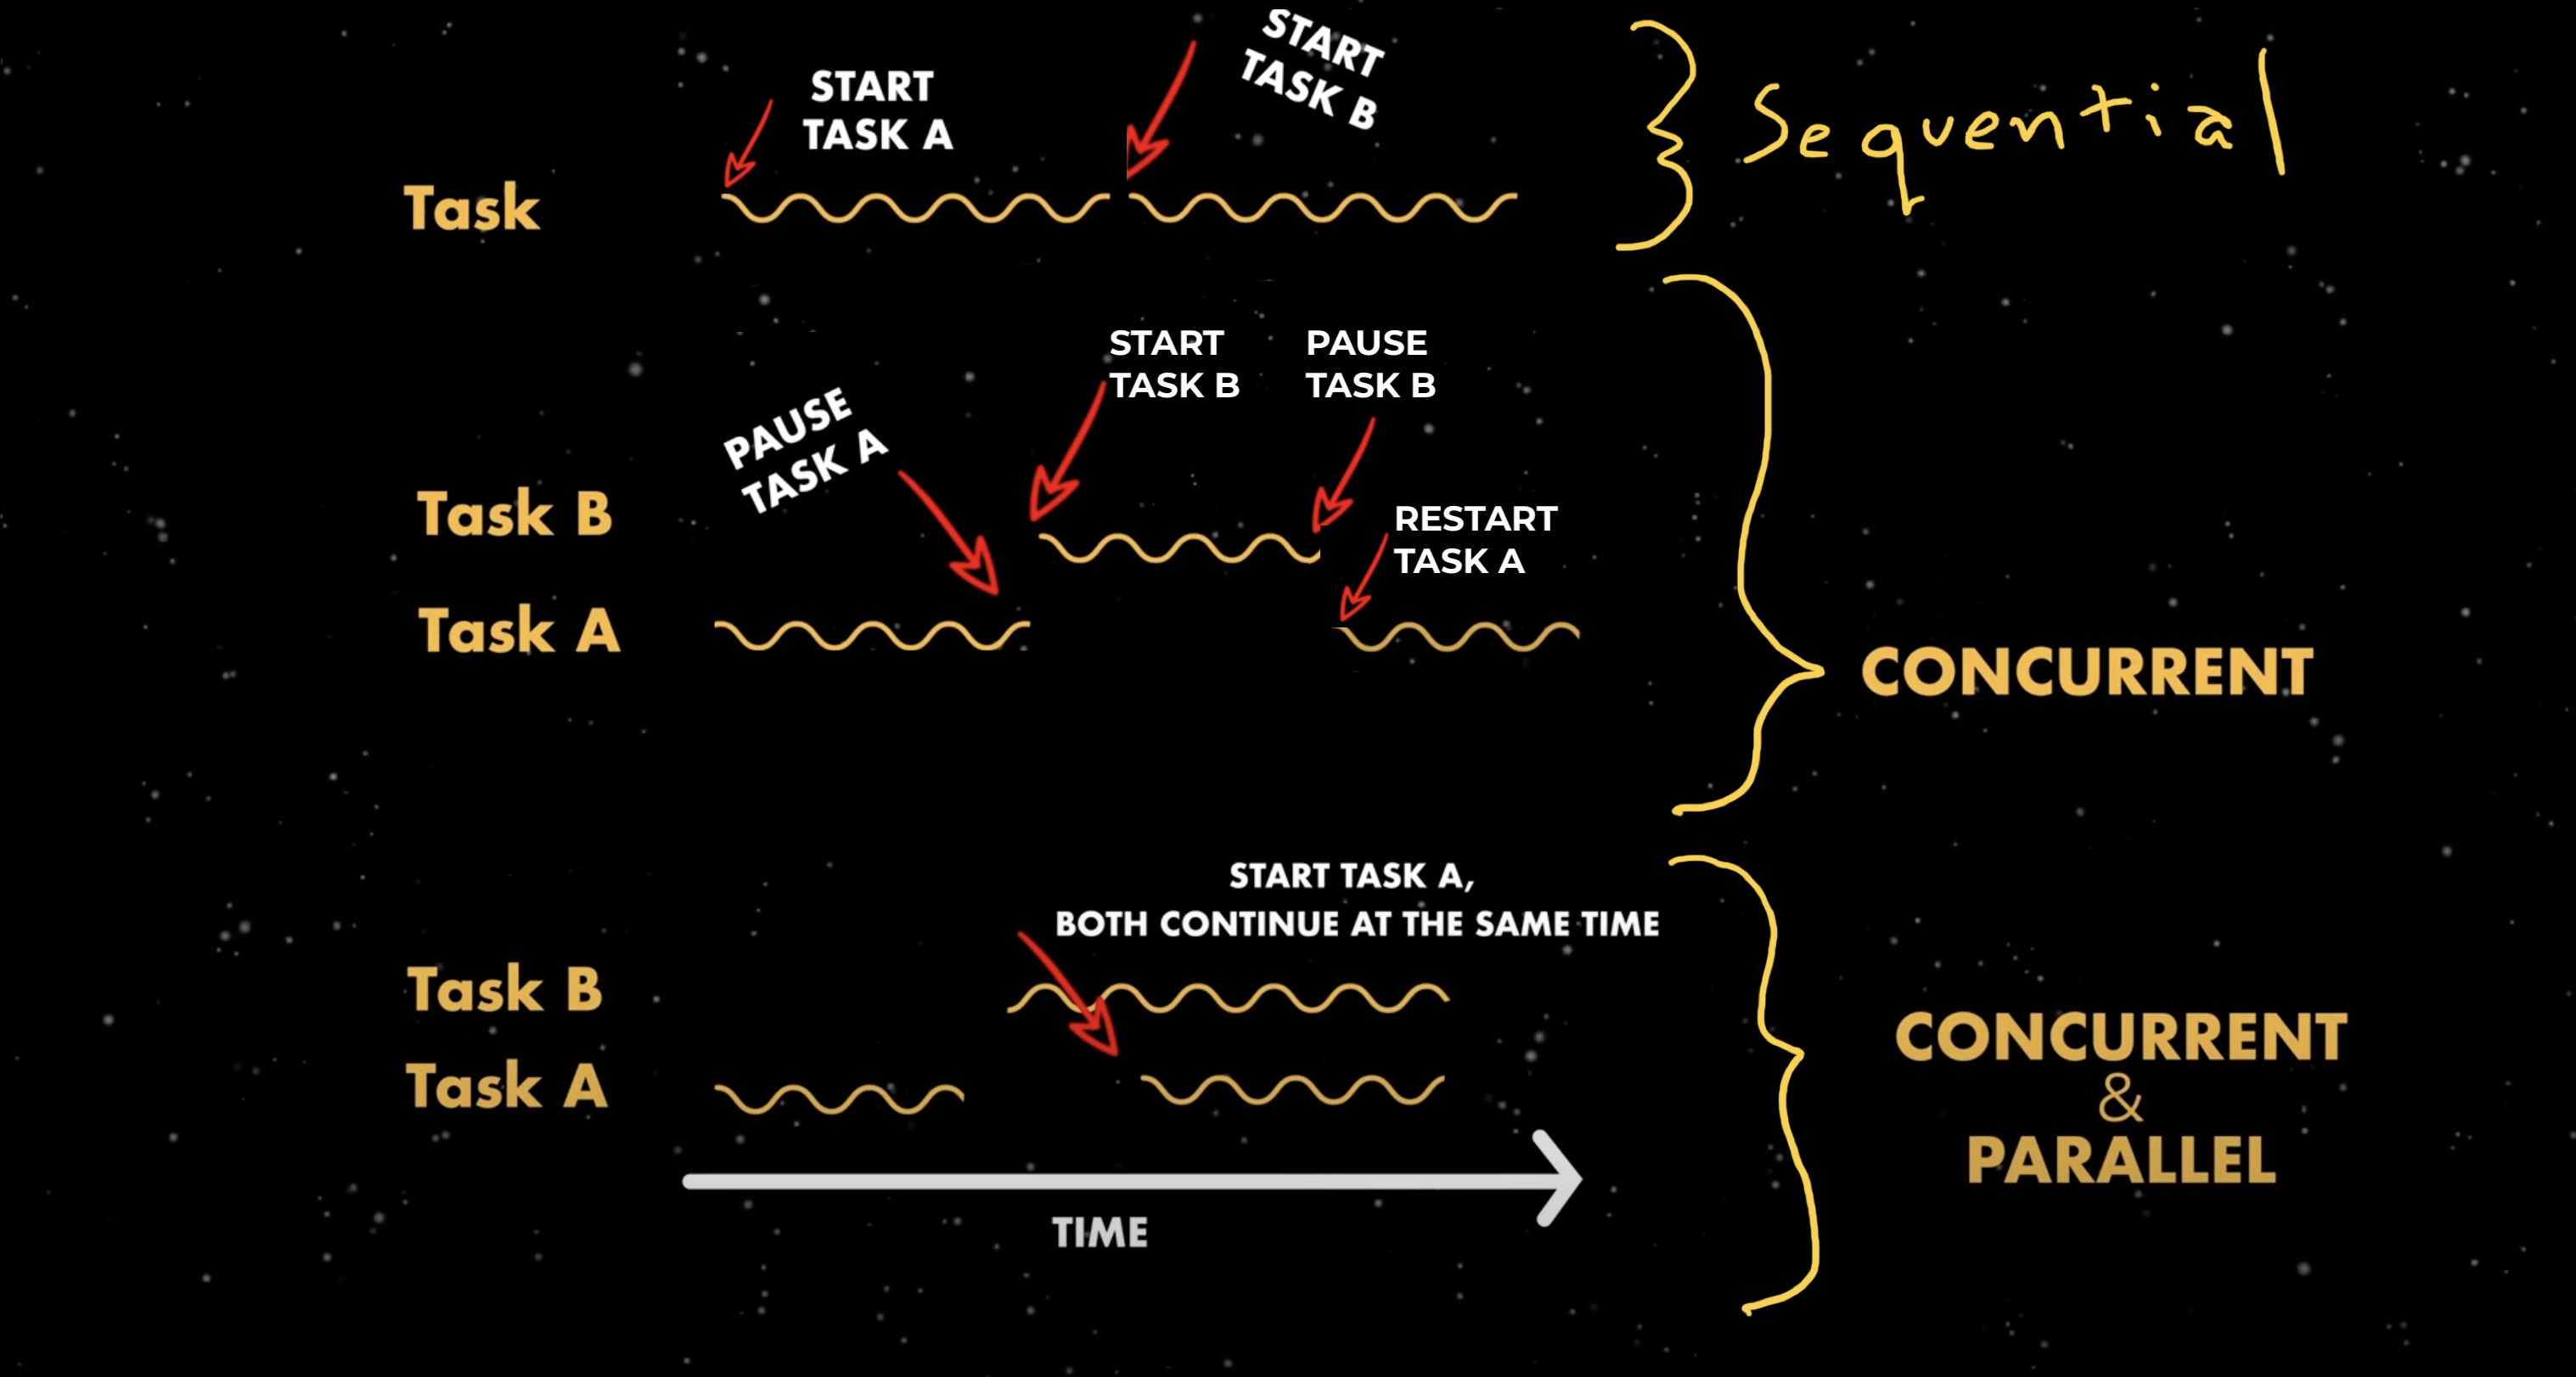 START
TASK A
START
TASK B
Task
Sequential
START
TASK B
PAUSE
TASK B
PAUSE
TASK A
Task B
RESTART
TASK A
Task A
CONCURRENT
START TASK A,
BOTH CONTINUE AT THE SAME TIME
Task B
Task A
CONCURRENT
&
PARALLEL
TIME